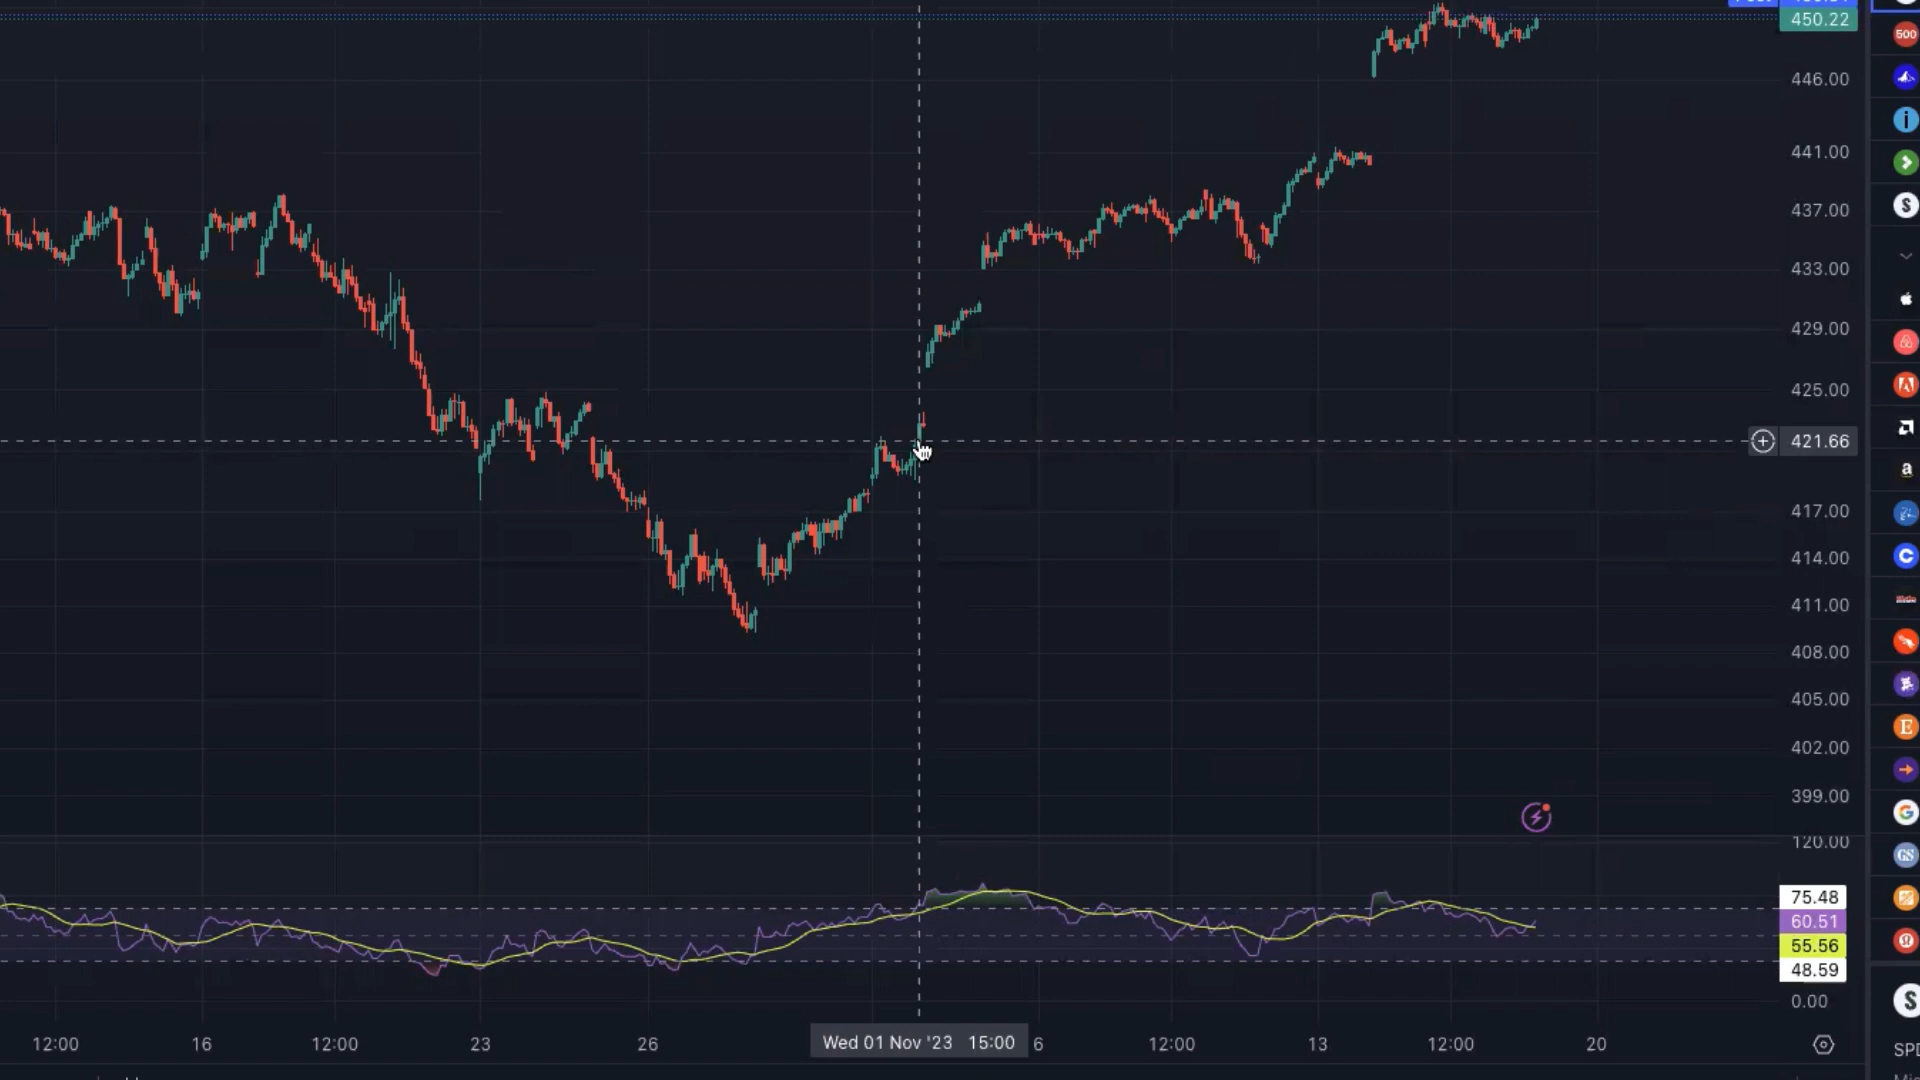 450.22
500
446.00
441.00
437.00
S
433.00
429.00
425.00
421.66
a
417.00
C
414.00
411.00
408.00
405.00
E
402.00
399.00
G
120.00
GS
75.48
60.51
55.56
48.59
0.00
S
12:00 16 12:00 23 26 Wed 01 Nov '23 15:00 6 12:00 13 12:00 20
SPD